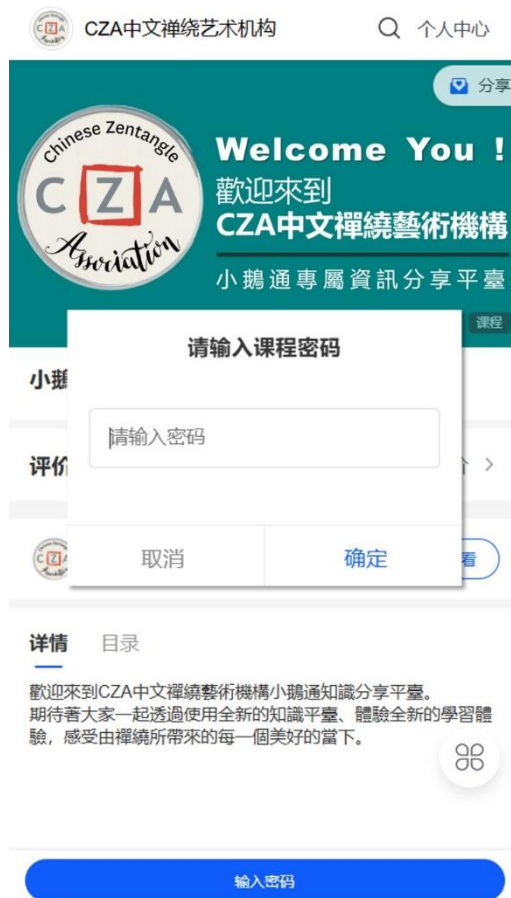 CZA中文禅绕艺术机构
个人中心
分享
Chinese Zentangle
CZA
Association
Welcome You !
歡迎來到
CZA中文禪繞藝術機構
小鵝通專屬資訊分享平臺
课程
请输入课程密码
小鵝
请输入密码
评价
取消
确定
看
详情 目录
歡迎來到CZA中文禪繞藝術機構小鵝通知識分享平臺。
期待著大家一起透過使用全新的知識平臺、體驗全新的學習體
驗，感受由禪繞所帶來的每一個美好的當下。
输入密码